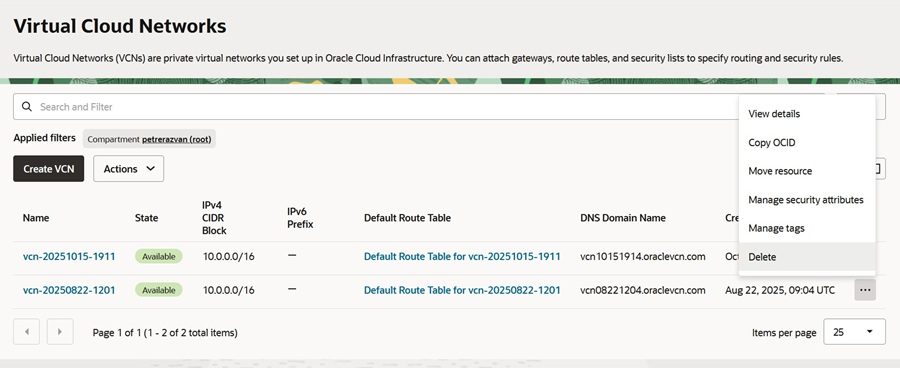 Virtual Cloud Networks
Virtual Cloud Networks (VCNs) are private virtual networks you set up in Oracle Cloud Infrastructure. You can attach gateways, route tables, and security lists to specify routing and security rules.
Search and Filter
Applied filters Compartment petrerazvan (root)
Create VCN Actions
View details
Copy OCID
Move resource
Manage security attributes
Manage tags
Delete
Name State IPv4 CIDR Block IPv6 Prefix Default Route Table DNS Domain Name
vcn-20251015-1911 Available 10.0.0.0/16 — Default Route Table for vcn-20251015-1911 vcn10151914.oraclevcn.com
vcn-20250822-1201 Available 10.0.0.0/16 — Default Route Table for vcn-20250822-1201 vcn08221204.oraclevcn.com Aug 22, 2025, 09:04 UTC
Page 1 of 1 (1 - 2 of 2 total items) Items per page 25